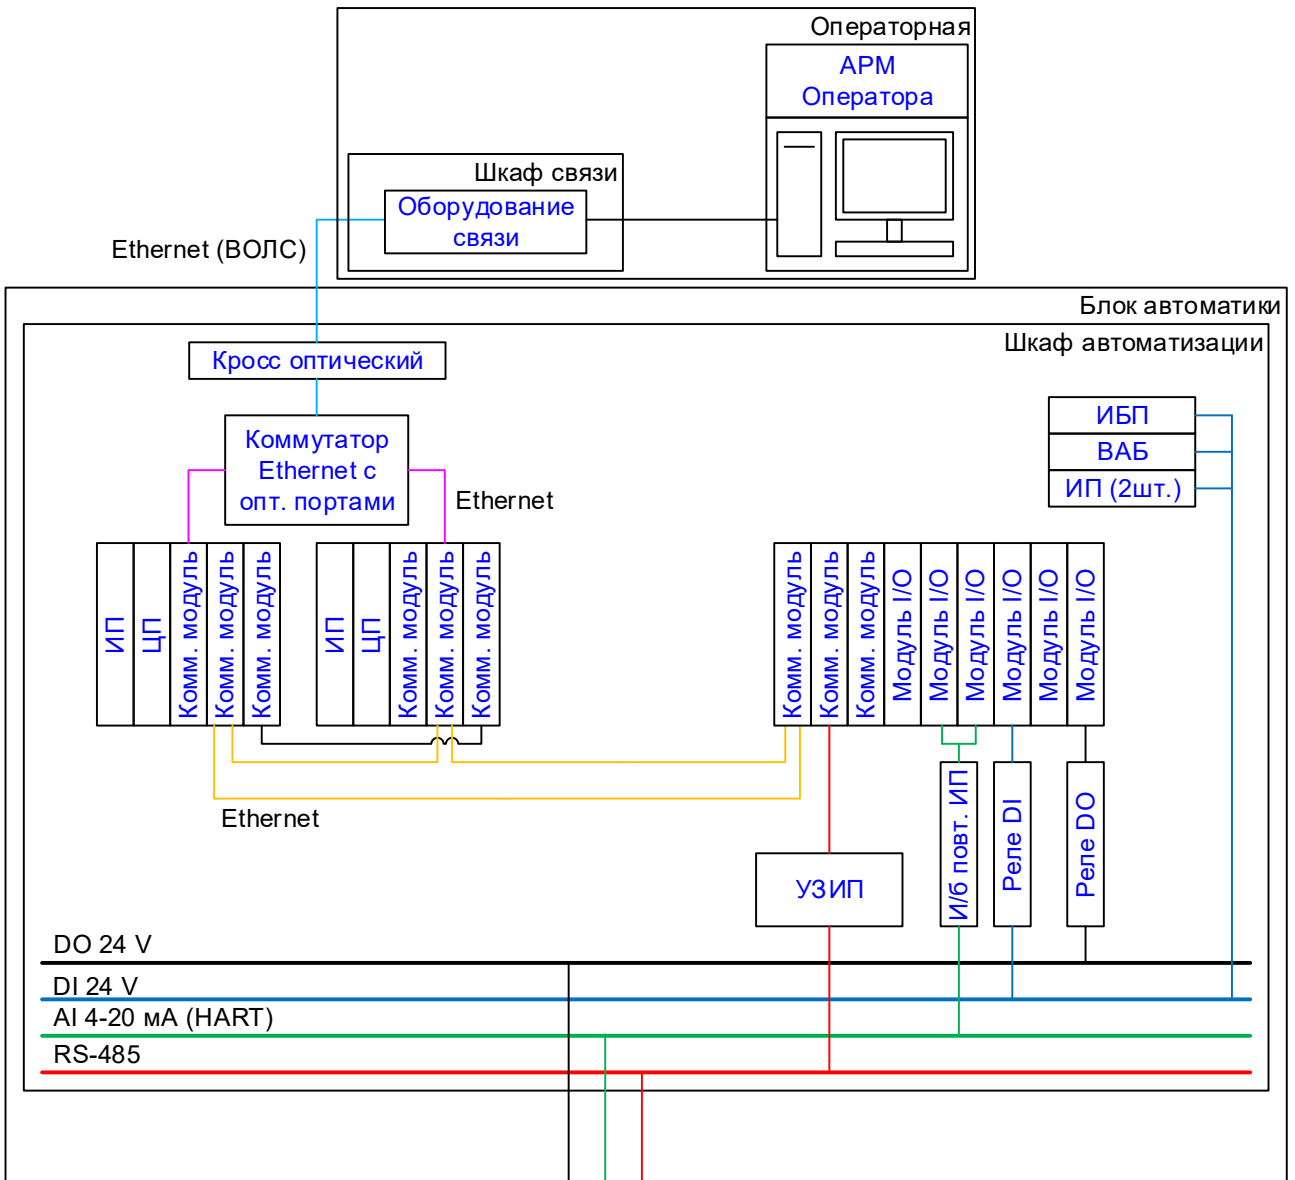 Операторная
АРМ
Оператора
Шкаф связи
Оборудование
связи
Ethernet (ВОЛС)
Блок автоматики
Шкаф автоматизации
Кросс оптический
ИБП
ВАБ
ИП (2шт.)
Коммутатор
Ethernet с
опт. портами
Ethernet
ИП
ЦП
Комм. модуль
Комм. модуль
Комм. модуль
ИП
ЦП
Комм. модуль
Комм. модуль
Комм. модуль
Комм. модуль
Комм. модуль
Комм. модуль
Модуль I/O
Модуль I/O
Модуль I/O
Модуль I/O
Модуль I/O
Модуль I/O
Ethernet
УЗИП
И/б повт. ИП
Реле DI
Реле DO
DO 24 V
DI 24 V
AI 4-20 мА (HART)
RS-485